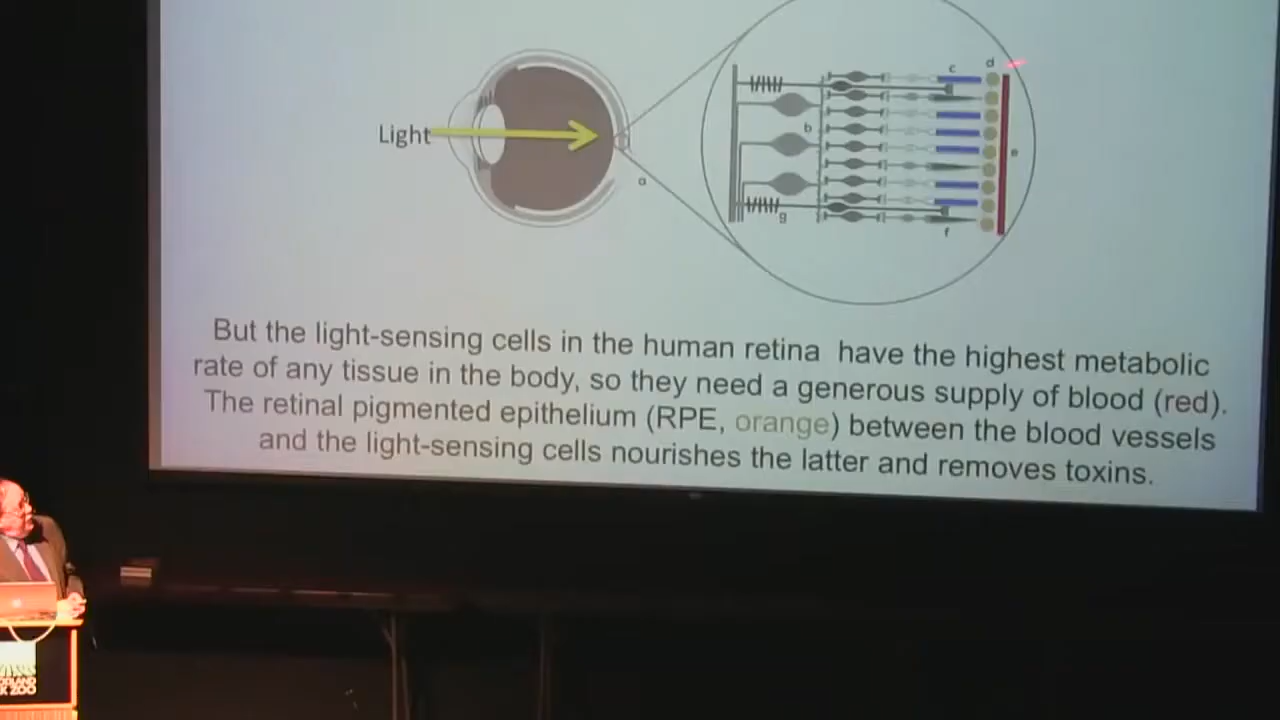 c d
Light
b
e
a
g
f
But the light-sensing cells in the human retina have the highest metabolic
rate of any tissue in the body, so they need a generous supply of blood (red).
The retinal pigmented epithelium (RPE, orange) between the blood vessels
and the light-sensing cells nourishes the latter and removes toxins.
ZOO